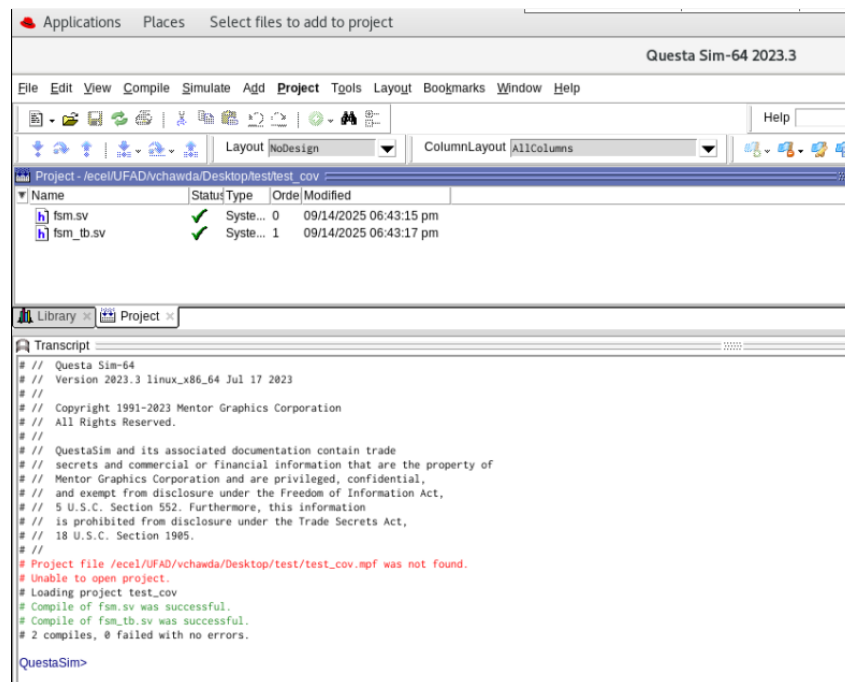 Applications Places Select files to add to project
Questa Sim-64 2023.3
File Edit View Compile Simulate Add Project Tools Layout Bookmarks Window Help
Help
Layout NoDesign ColumnLayout AllColumns
Project - /ecel/UFAD/vchawda/Desktop/test/test_cov
Name Status Type Orde Modified
fsm.sv Syste... 0 09/14/2025 06:43:15 pm
fsm_tb.sv Syste... 1 09/14/2025 06:43:17 pm
Library Project
Transcript
# // Questa Sim-64
# // Version 2023.3 linux_x86_64 Jul 17 2023
# //
# // Copyright 1991-2023 Mentor Graphics Corporation
# // All Rights Reserved.
# //
# // QuestaSim and its associated documentation contain trade
# // secrets and commercial or financial information that are the property of
# // Mentor Graphics Corporation and are privileged, confidential,
# // and exempt from disclosure under the Freedom of Information Act,
# // 5 U.S.C. Section 552. Furthermore, this information
# // is prohibited from disclosure under the Trade Secrets Act,
# // 18 U.S.C. Section 1905.
# //
# Project file /ecel/UFAD/vchawda/Desktop/test/test_cov.mpf was not found.
# Unable to open project.
# Loading project test_cov
# Compile of fsm.sv was successful.
# Compile of fsm_tb.sv was successful.
# 2 compiles, 0 failed with no errors.
QuestaSim>